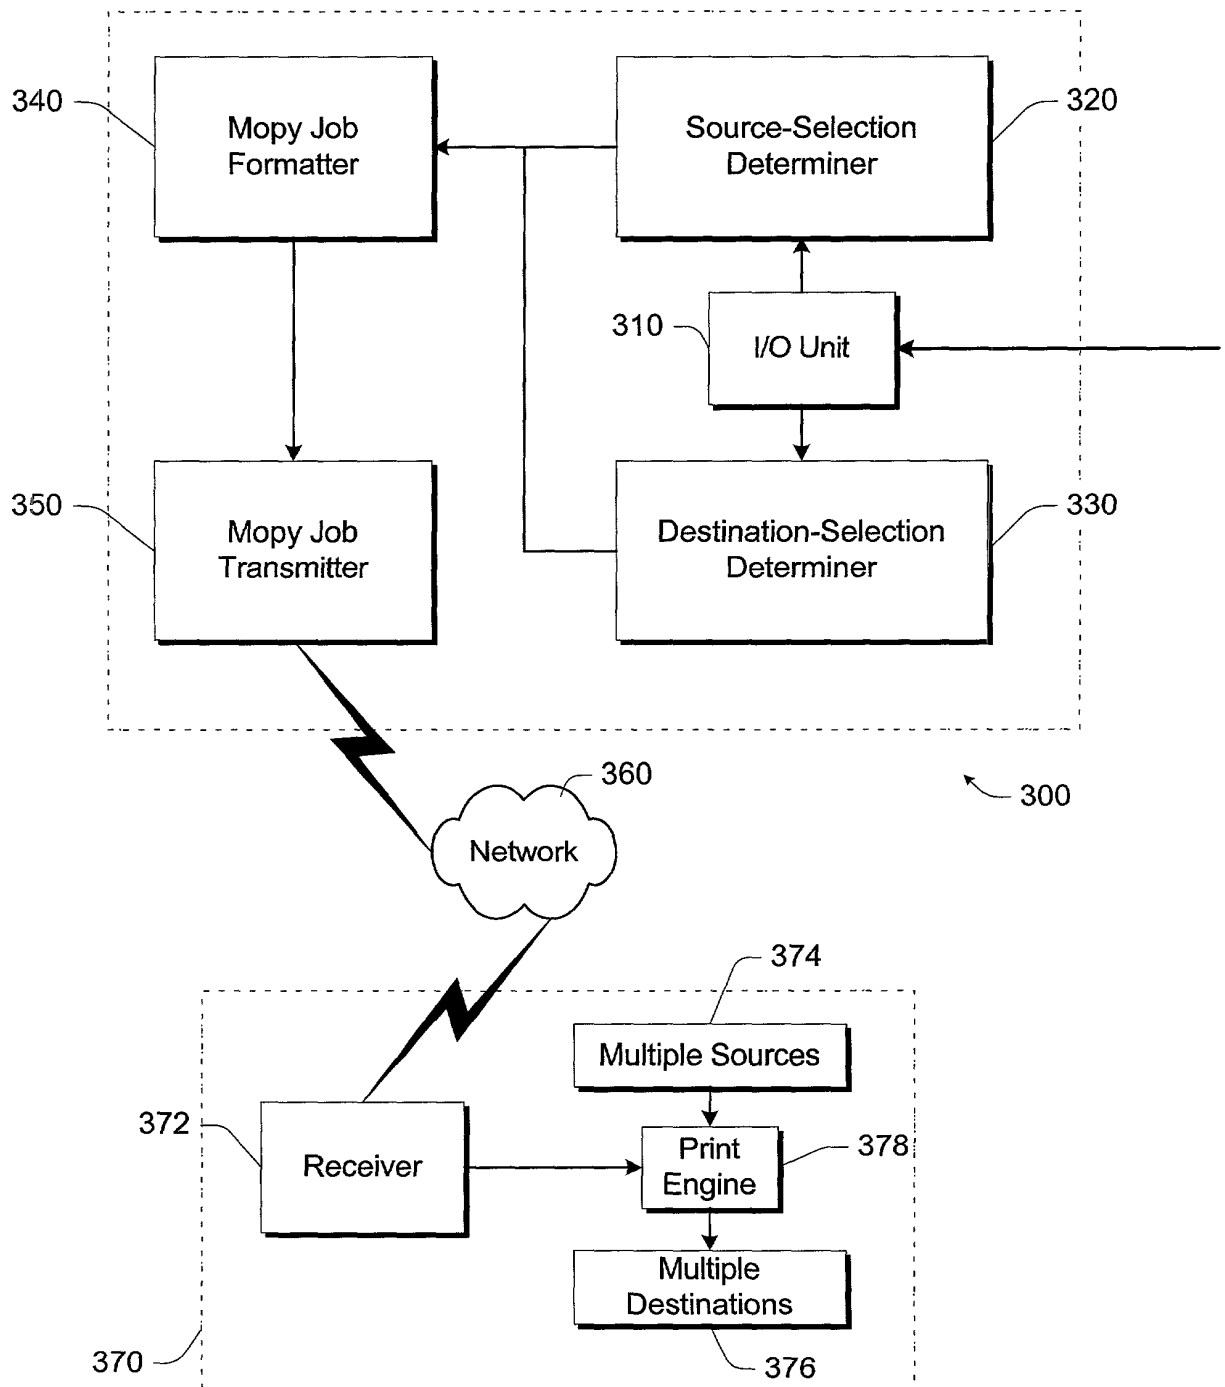 340
Mopy Job
Formatter
Source-Selection
Determiner
320
310
I/O Unit
350
Mopy Job
Transmitter
Destination-Selection
Determiner
330
360
Network
300
374
Multiple Sources
372
Receiver
Print
Engine
378
Multiple
Destinations
370
376